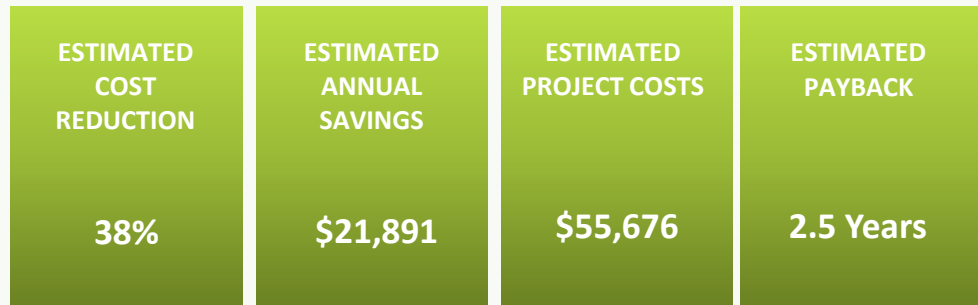 ESTIMATED
COST
REDUCTION
38%
ESTIMATED
ANNUAL
SAVINGS
$21,891
ESTIMATED
PROJECT COSTS
$55,676
ESTIMATED
PAYBACK
2.5 Years